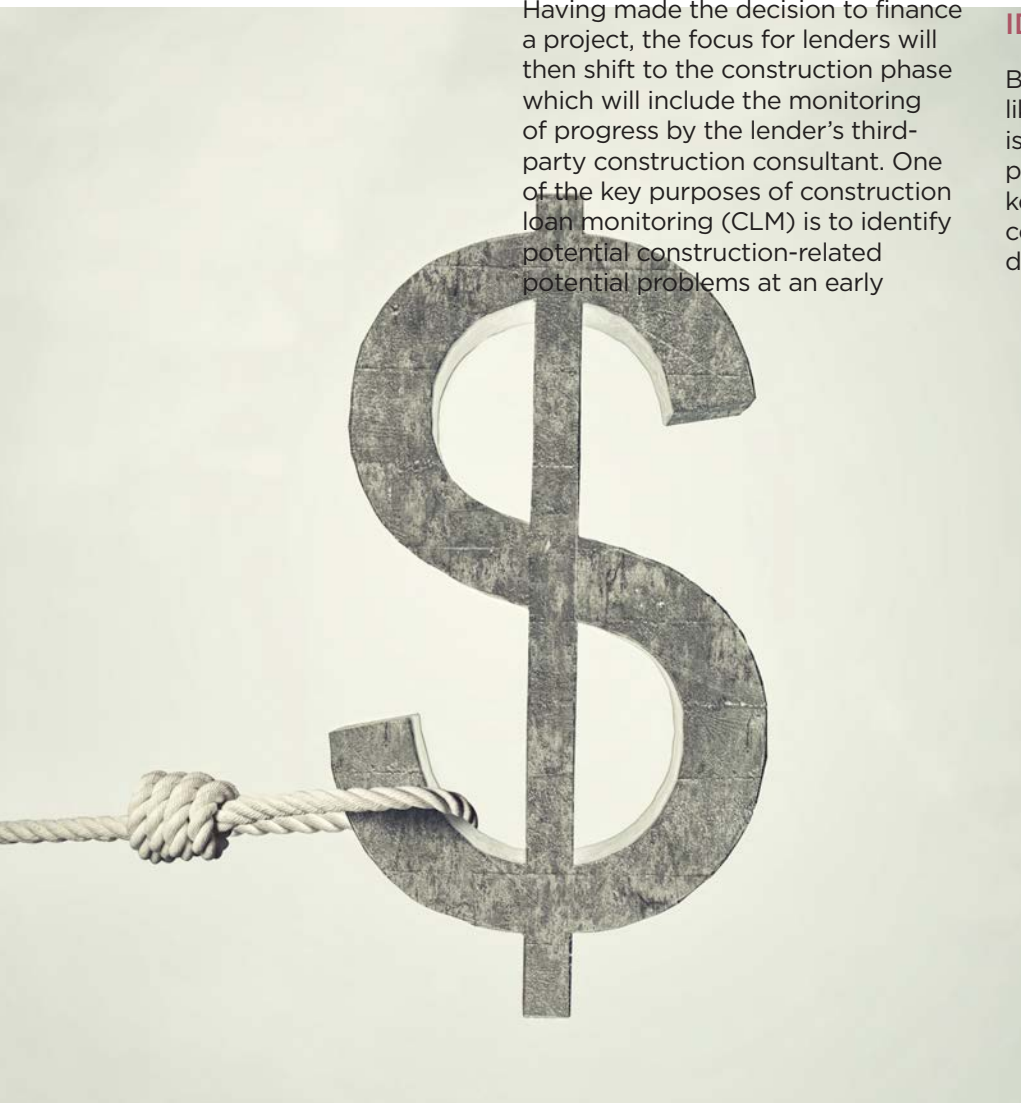 Having made the decision to finance
a project, the focus for lenders will
then shift to the construction phase
which will include the monitoring
of progress by the lender’s third-
party construction consultant. One
of the key purposes of construction
loan monitoring (CLM) is to identify
potential construction-related
potential problems at an early